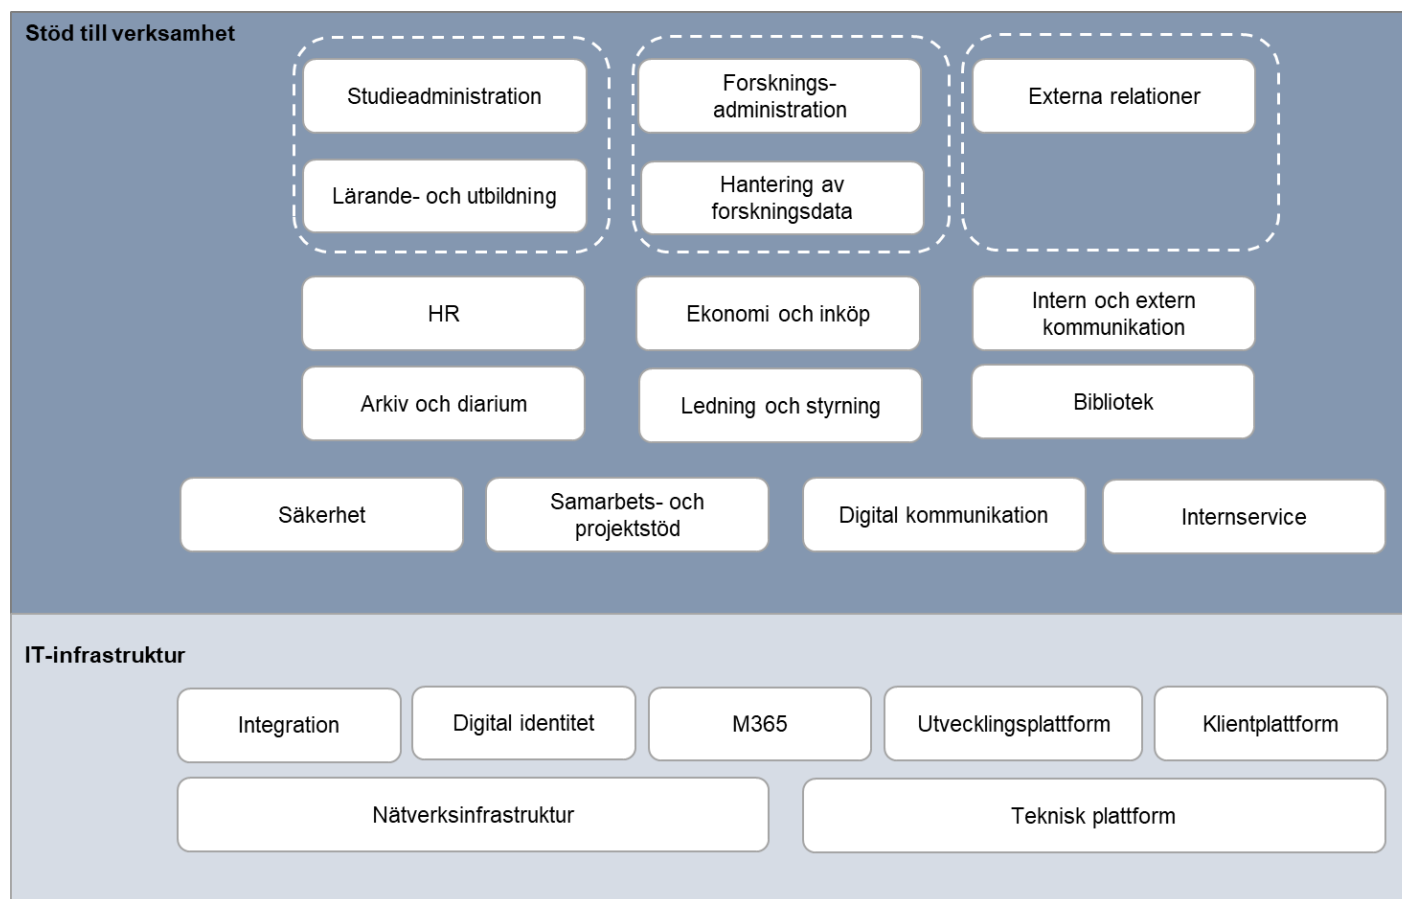 Stöd till verksamhet
Studieadministration
Forsknings-
administration
Externa relationer
Lärande- och utbildning
Hantering av
forskningsdata
HR
Ekonomi och inköp
Intern och extern
kommunikation
Arkiv och diarium
Ledning och styrning
Bibliotek
Säkerhet
Samarbets- och
projektstöd
Digital kommunikation
Internservice
IT-infrastruktur
Integration
Digital identitet
M365
Utvecklingsplattform
Klientplattform
Nätverksinfrastruktur
Teknisk plattform